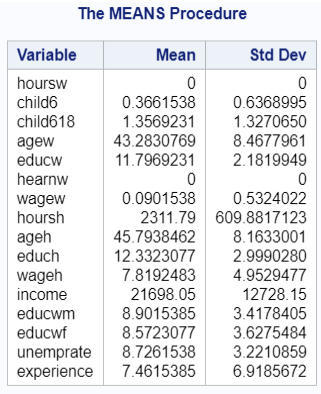 The MEANS Procedure
Variable Mean Std Dev
hoursw 0 0
child6 0.3661538 0.6368995
child618 1.3569231 1.3270650
agew 43.2830769 8.4677961
educw 11.7969231 2.1819949
hearnw 0 0
wagew 0.0901538 0.5324022
hoursh 2311.79 609.8817123
ageh 45.7938462 8.1633001
educh 12.3323077 2.9990280
wageh 7.8192483 4.9529477
income 21698.05 12728.15
educwm 8.9015385 3.4178405
educwf 8.5723077 3.6275484
unemprate 8.7261538 3.2210859
experience 7.4615385 6.9185672